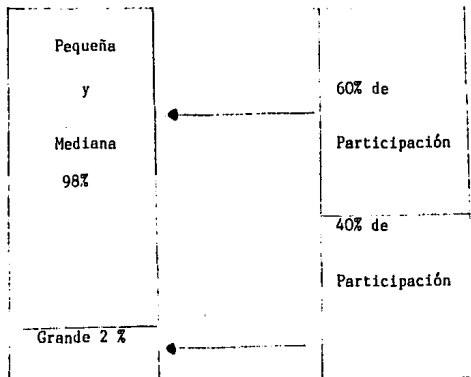 Pequeña
y
Mediana
98%
Grande 2 %
60% de
Participación
40% de
Participación